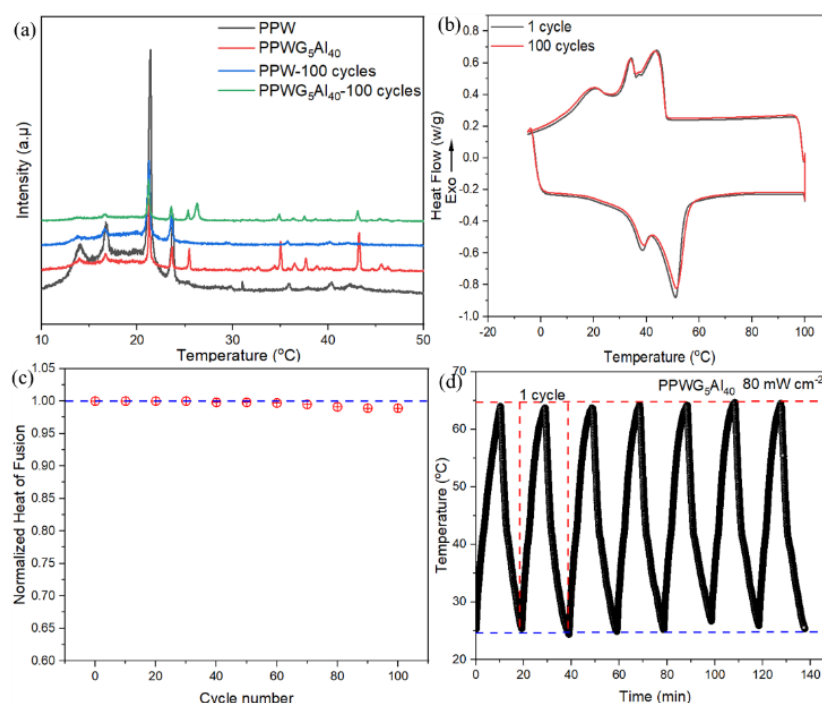 (a)
PPW
PPWG₅Al₄₀
PPW-100 cycles
PPWG₅Al₄₀-100 cycles
Intensity (a.μ)
10 20 30 40 50
Temperature (°C)
(b)
1 cycle
100 cycles
Heat Flow (w/g)
Exo
0.8
0.6
0.4
0.2
0.0
-0.2
-0.4
-0.6
-0.8
-1.0
-20 0 20 40 60 80 100
Temperature (°C)
(c)
Normalized Heat of Fusion
1.05
1.00
0.95
0.90
0.85
0.80
0.75
0.70
0.65
0.60
0 20 40 60 80 100
Cycle number
(d)
PPWG₅Al₄₀ 80 mW cm⁻²
1 cycle
Temperature (°C)
70
60
50
40
30
20
0 20 40 60 80 100 120 140
Time (min)